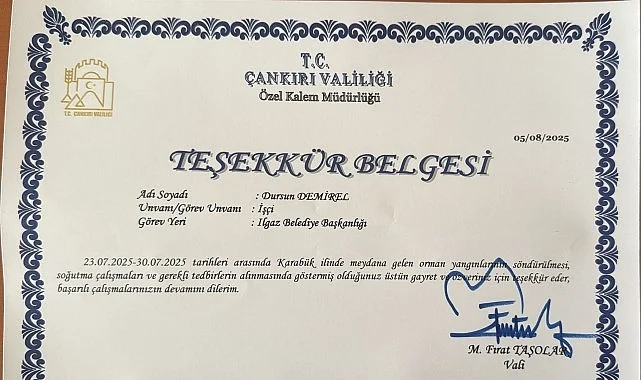 T.C.
ÇANKIRI VALİLİĞİ
Özel Kalem Müdürlüğü
T.C. ÇANKIRI VALİLİĞİ
05/08/2025
TEŞEKKÜR BELGESİ
Adı Soyadı : Dursun DEMİREL
Unvanı/Görev Unvanı : İşçi
Görev Yeri : Ilgaz Belediye Başkanlığı
23.07.2025-30.07.2025 tarihleri arasında Karabük ilinde meydana gelen orman yangınlarının söndürülmesi,
soğutma çalışmaları ve gerekli tedbirlerin alınmasında göstermiş olduğunuz üstün gayret ve özveriniz için teşekkür eder,
başarılı çalışmalarınızın devamını dilerim.
M. Fırat TAŞOLAR
Vali